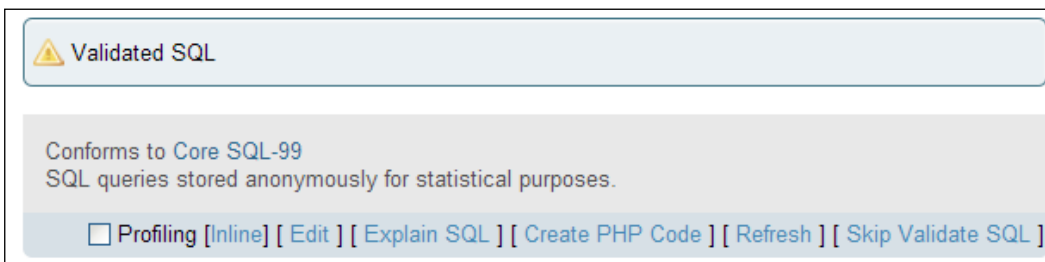 Validated SQL
Conforms to Core SQL-99
SQL queries stored anonymously for statistical purposes.
Profiling [Inline] [ Edit ] [ Explain SQL ] [ Create PHP Code ] [ Refresh ] [ Skip Validate SQL ]